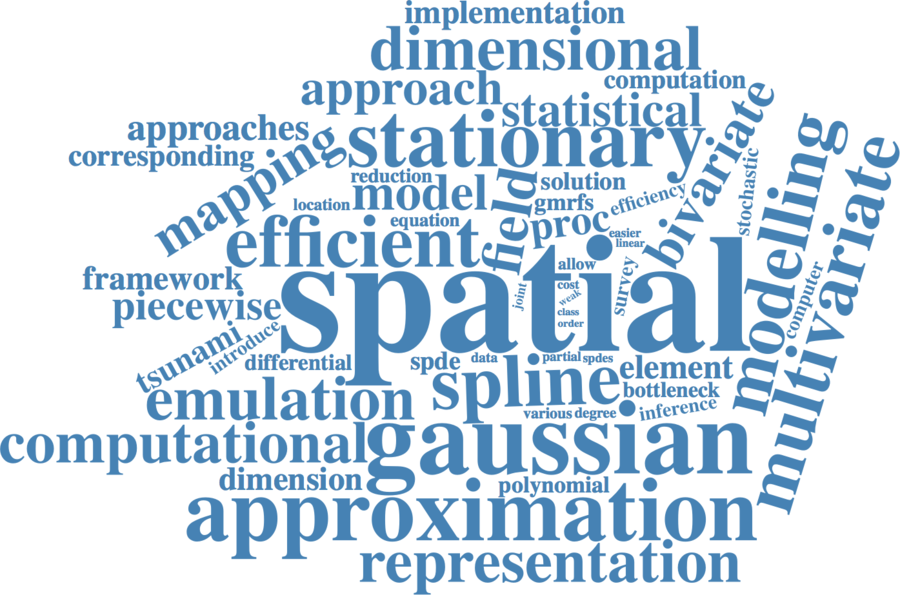 implementation
dimensional
computation
approach
statistical
bivariate
approaches
stationary
modelling
corresponding
mapping
multivariate
reduction
model
solution
stochastic
location
field
gmrfs
efficiency
equation
proc
easier
linear
efficient
allow
survey
framework
spatial
cost
weak
joint
class
order
computer
piecewise
tsunami
introduce
differential
spde
data
partial
spdes
element
emulation
spline
bottleneck
various
degree
inference
computational
gaussian
dimension
polynomial
approximation
representation